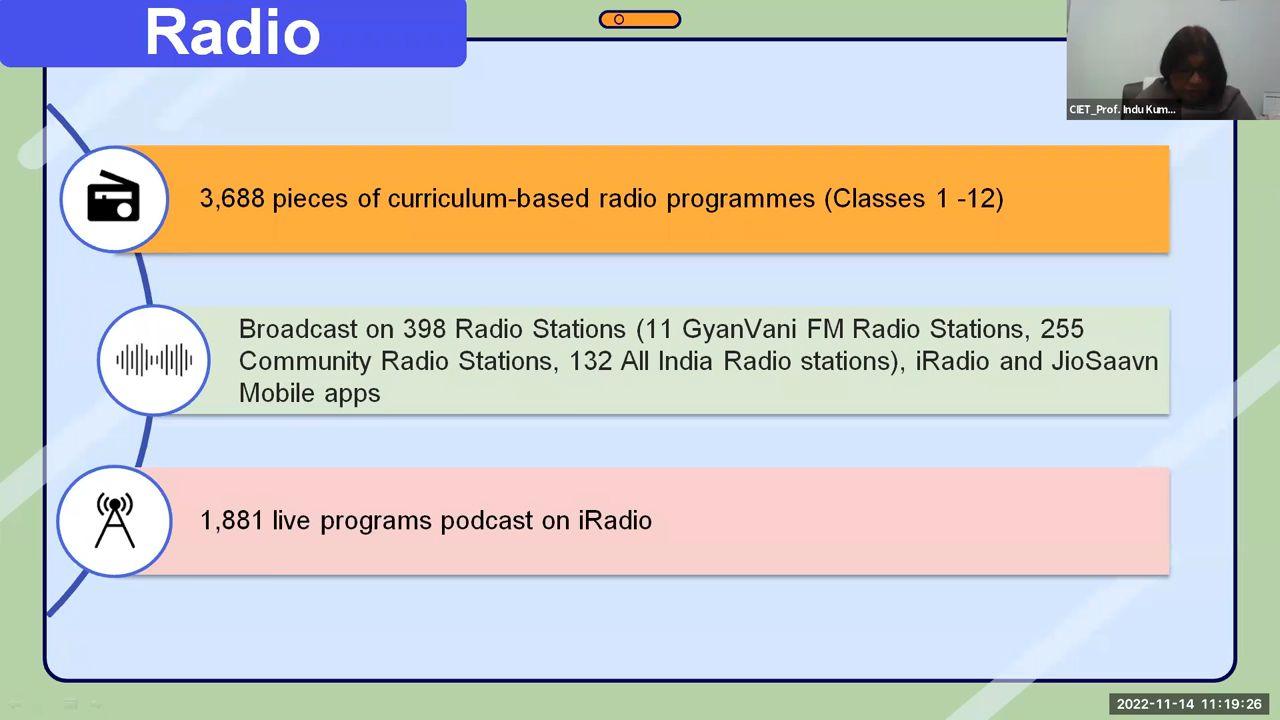 Radio
CIET_Prof. Indu Kum...
3,688 pieces of curriculum-based radio programmes (Classes 1 -12)
Broadcast on 398 Radio Stations (11 GyanVani FM Radio Stations, 255
Community Radio Stations, 132 All India Radio stations), iRadio and JioSaavn
Mobile apps
1,881 live programs podcast on iRadio
2022-11-14 11:19:26